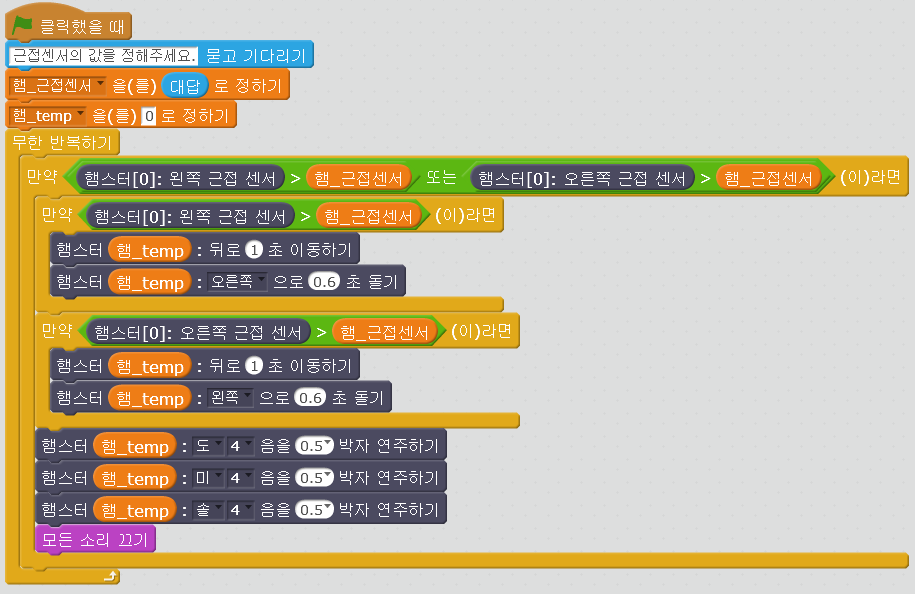 클릭했을 때
근접센서의 값을 정해주세요. 묻고 기다리기
햄_근접센서 을(를) 대답 로 정하기
햄_temp 을(를) 0 로 정하기
무한 반복하기
만약 햄스터[0]: 왼쪽 근접 센서 > 햄_근접센서 또는 햄스터[0]: 오른쪽 근접 센서 > 햄_근접센서 (이)라면
만약 햄스터[0]: 왼쪽 근접 센서 > 햄_근접센서 (이)라면
햄스터 햄_temp : 뒤로 1 초 이동하기
햄스터 햄_temp : 오른쪽 으로 0.6 초 돌기
만약 햄스터[0]: 오른쪽 근접 센서 > 햄_근접센서 (이)라면
햄스터 햄_temp : 뒤로 1 초 이동하기
햄스터 햄_temp : 왼쪽 으로 0.6 초 돌기
햄스터 햄_temp : 도 4 음을 0.5 박자 연주하기
햄스터 햄_temp : 미 4 음을 0.5 박자 연주하기
햄스터 햄_temp : 솔 4 음을 0.5 박자 연주하기
모든 소리 끄기